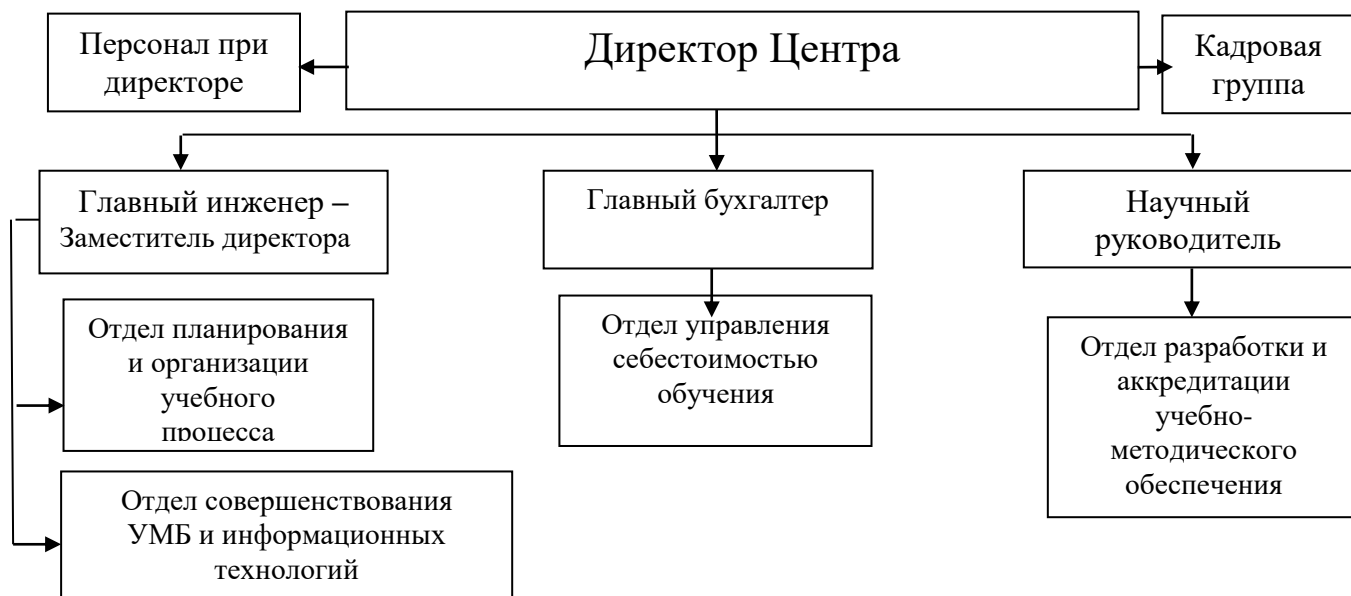 Персонал при
директоре
Директор Центра
Кадровая
группа
Главный инженер –
Заместитель директора
Главный бухгалтер
Научный
руководитель
Отдел планирования
и организации
учебного
процесса
Отдел управления
себестоимостью
обучения
Отдел разработки и
аккредитации
учебно-
методического
обеспечения
Отдел совершенствования
УМБ и информационных
технологий